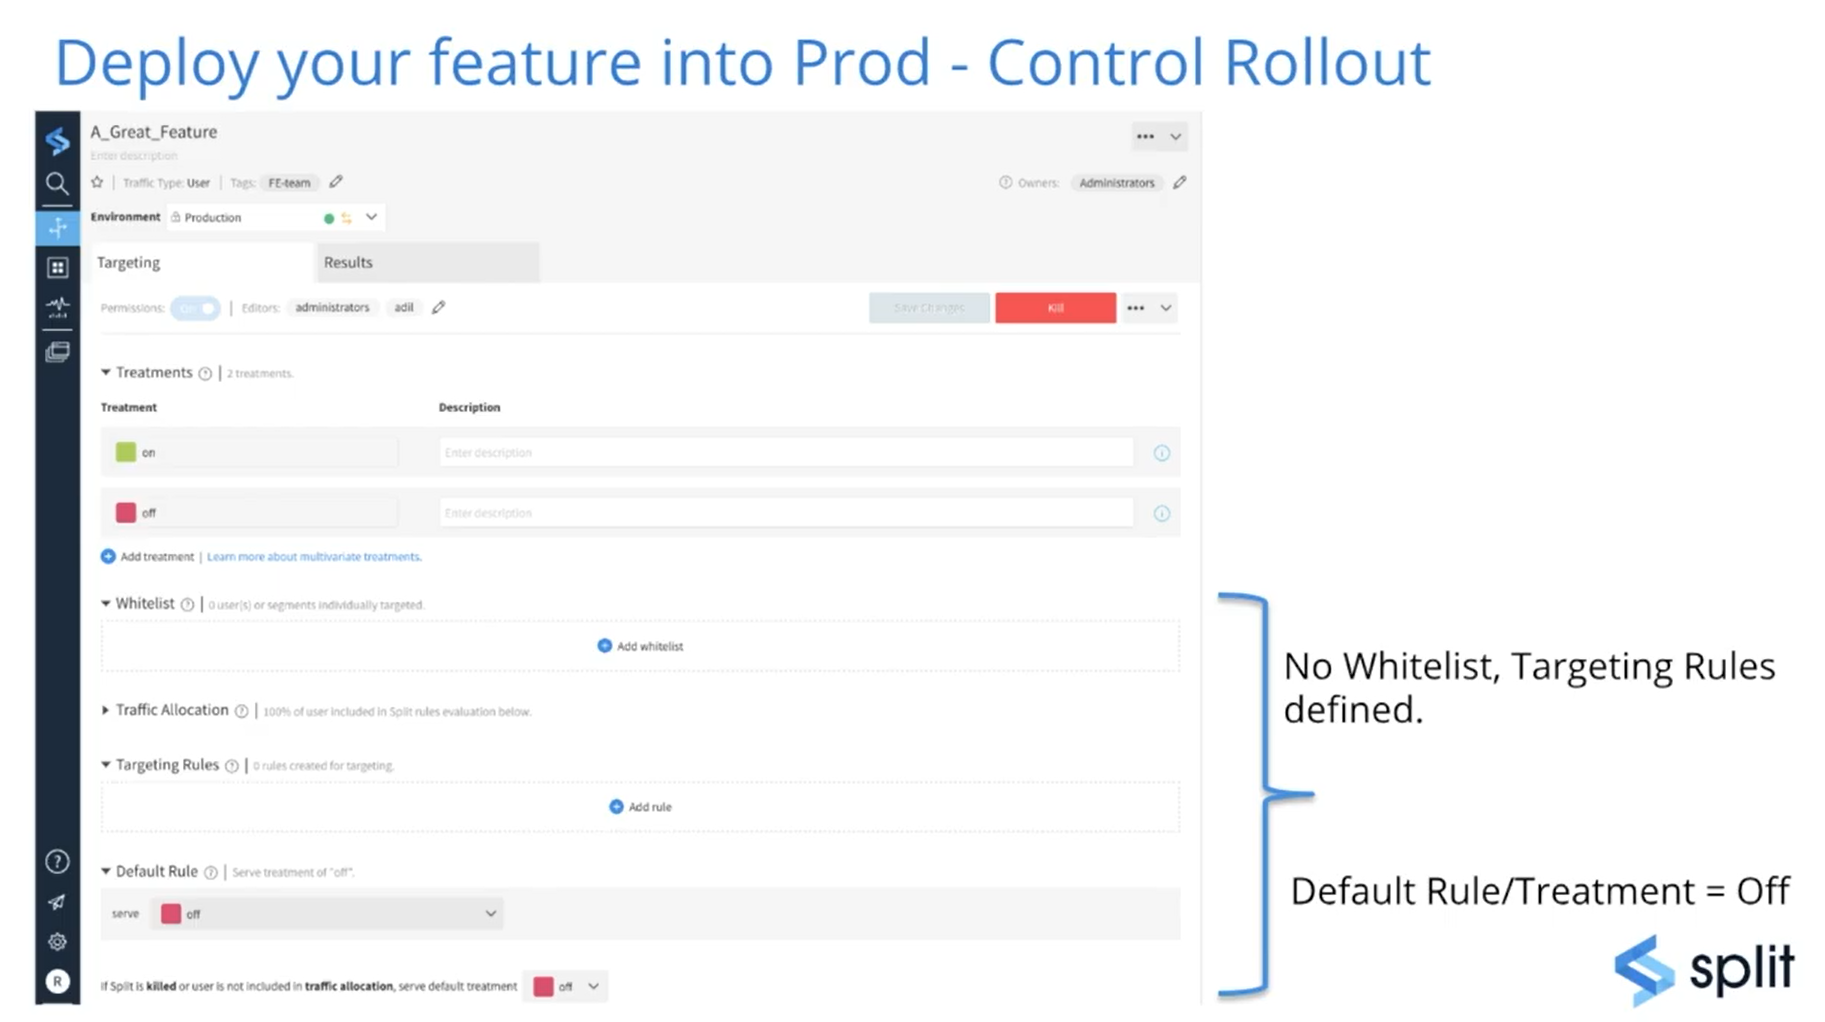 Deploy your feature into Prod - Control Rollout
A_Great_Feature
Enter description
Traffic Type: User
Tags: FE-team
Owners: Administrators
Environment
Production
Targeting
Results
Permissions: On
Editors: administrators adil
Save Changes
Kill
Treatments
2 treatments.
Treatment
Description
on
Enter description
off
Enter description
Add treatment | Learn more about multivariate treatments.
Whitelist
0 user(s) or segments individually targeted.
Add whitelist
Traffic Allocation
100% of user included in Split rules evaluation below.
Targeting Rules
0 rules created for targeting.
Add rule
Default Rule
Serve treatment of "off".
serve
off
If Split is killed or user is not included in traffic allocation, serve default treatment
off
R
No Whitelist, Targeting Rules
defined.
Default Rule/Treatment = Off
split